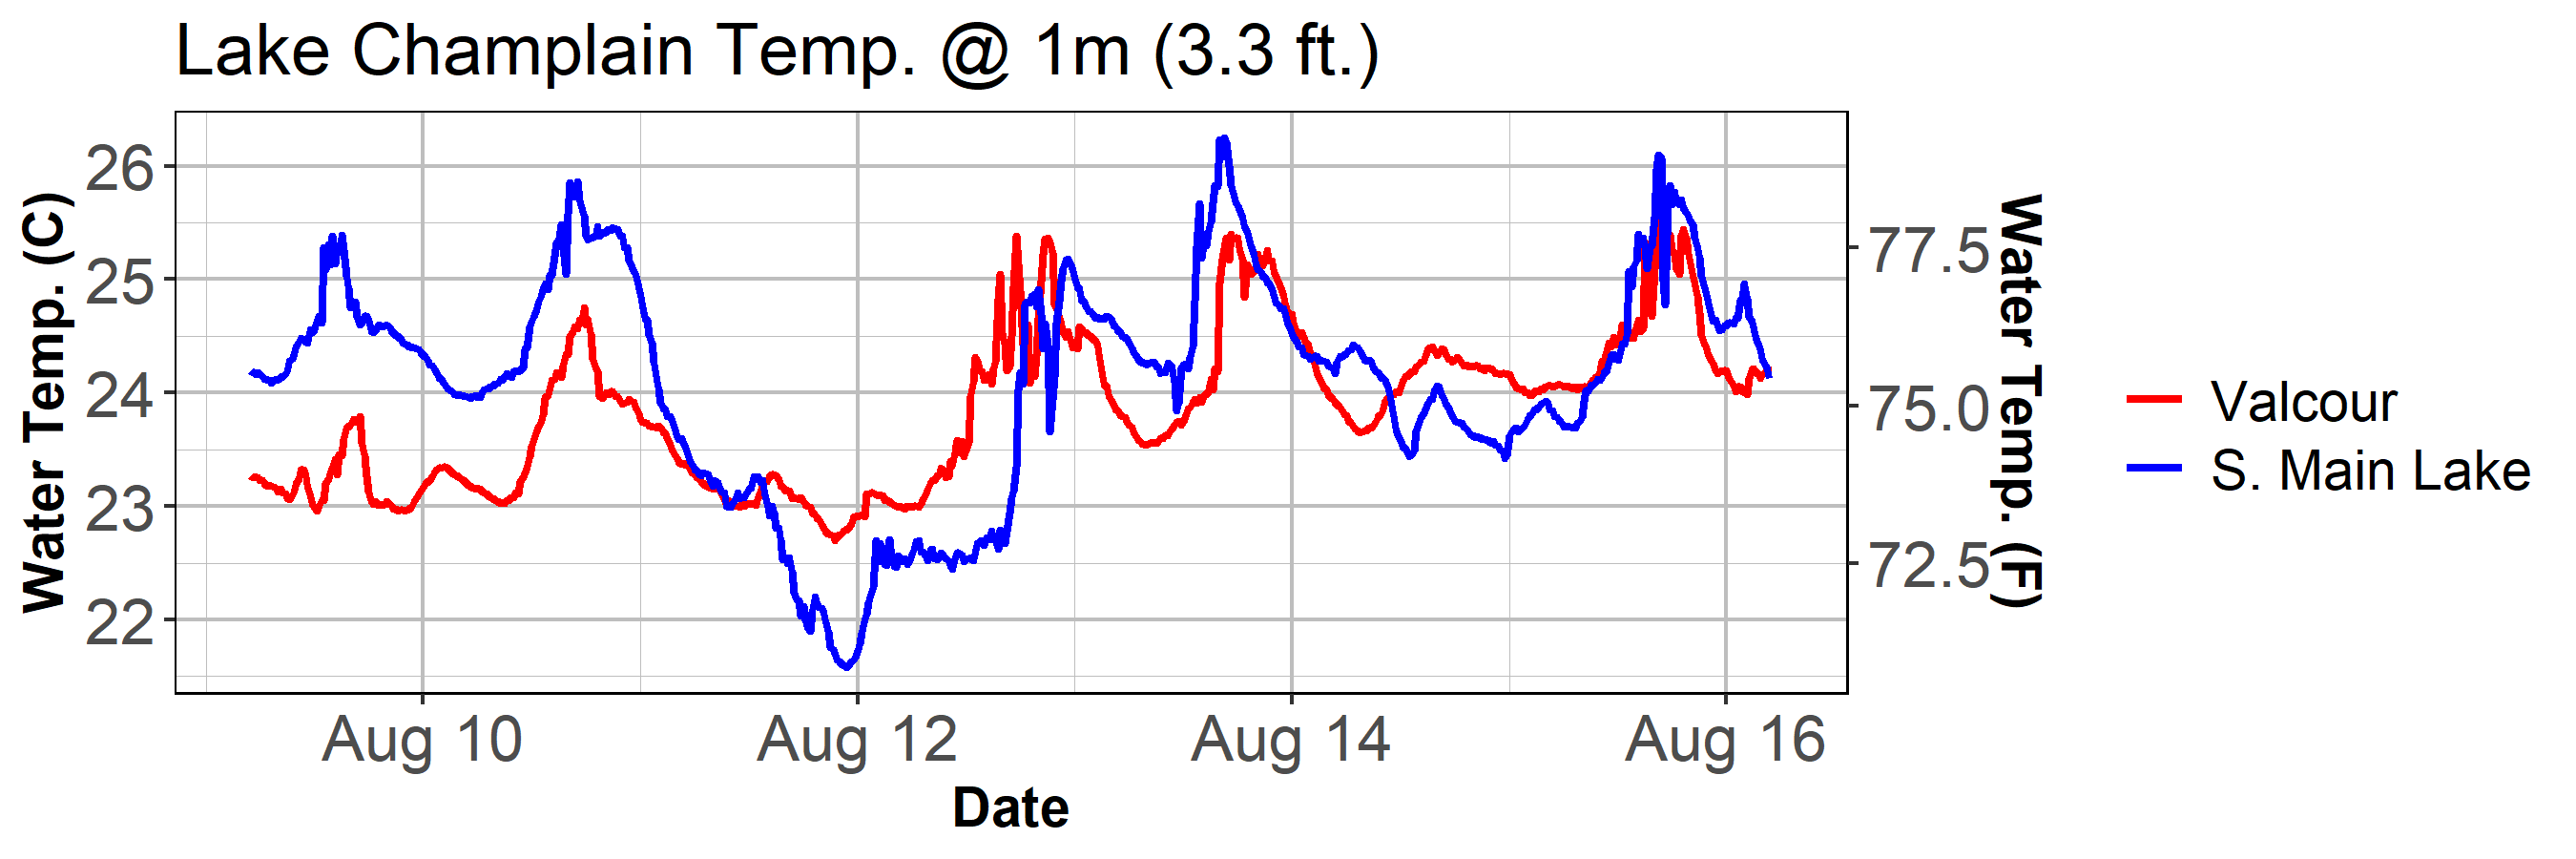 Lake Champlain Temp. @ 1m (3.3 ft.)
Water Temp. (C)
26
25
24
23
22
77.5
75.0
72.5
Water Temp. (F)
Aug 10
Aug 12
Aug 14
Aug 16
Date
Valcour
S. Main Lake